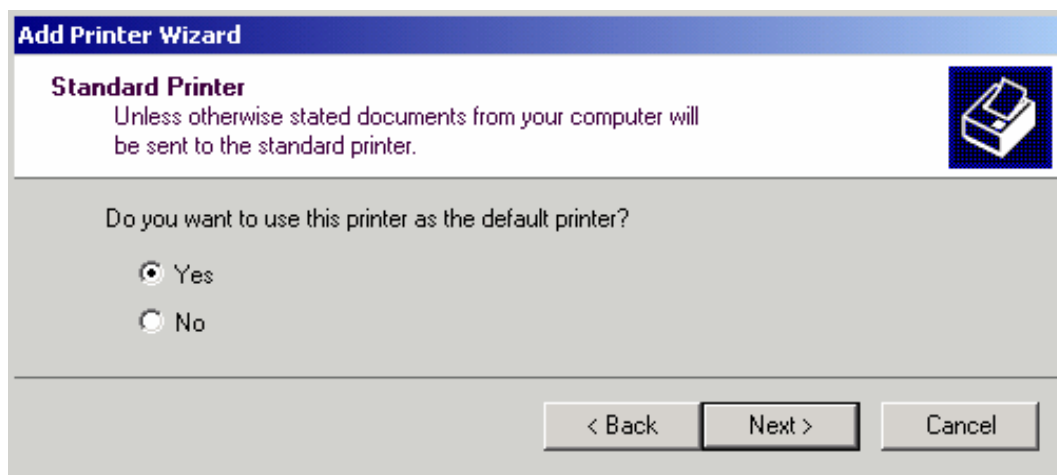 Add Printer Wizard
Standard Printer
Unless otherwise stated documents from your computer will
be sent to the standard printer.
Do you want to use this printer as the default printer?
Yes
No
< Back
Next >
Cancel